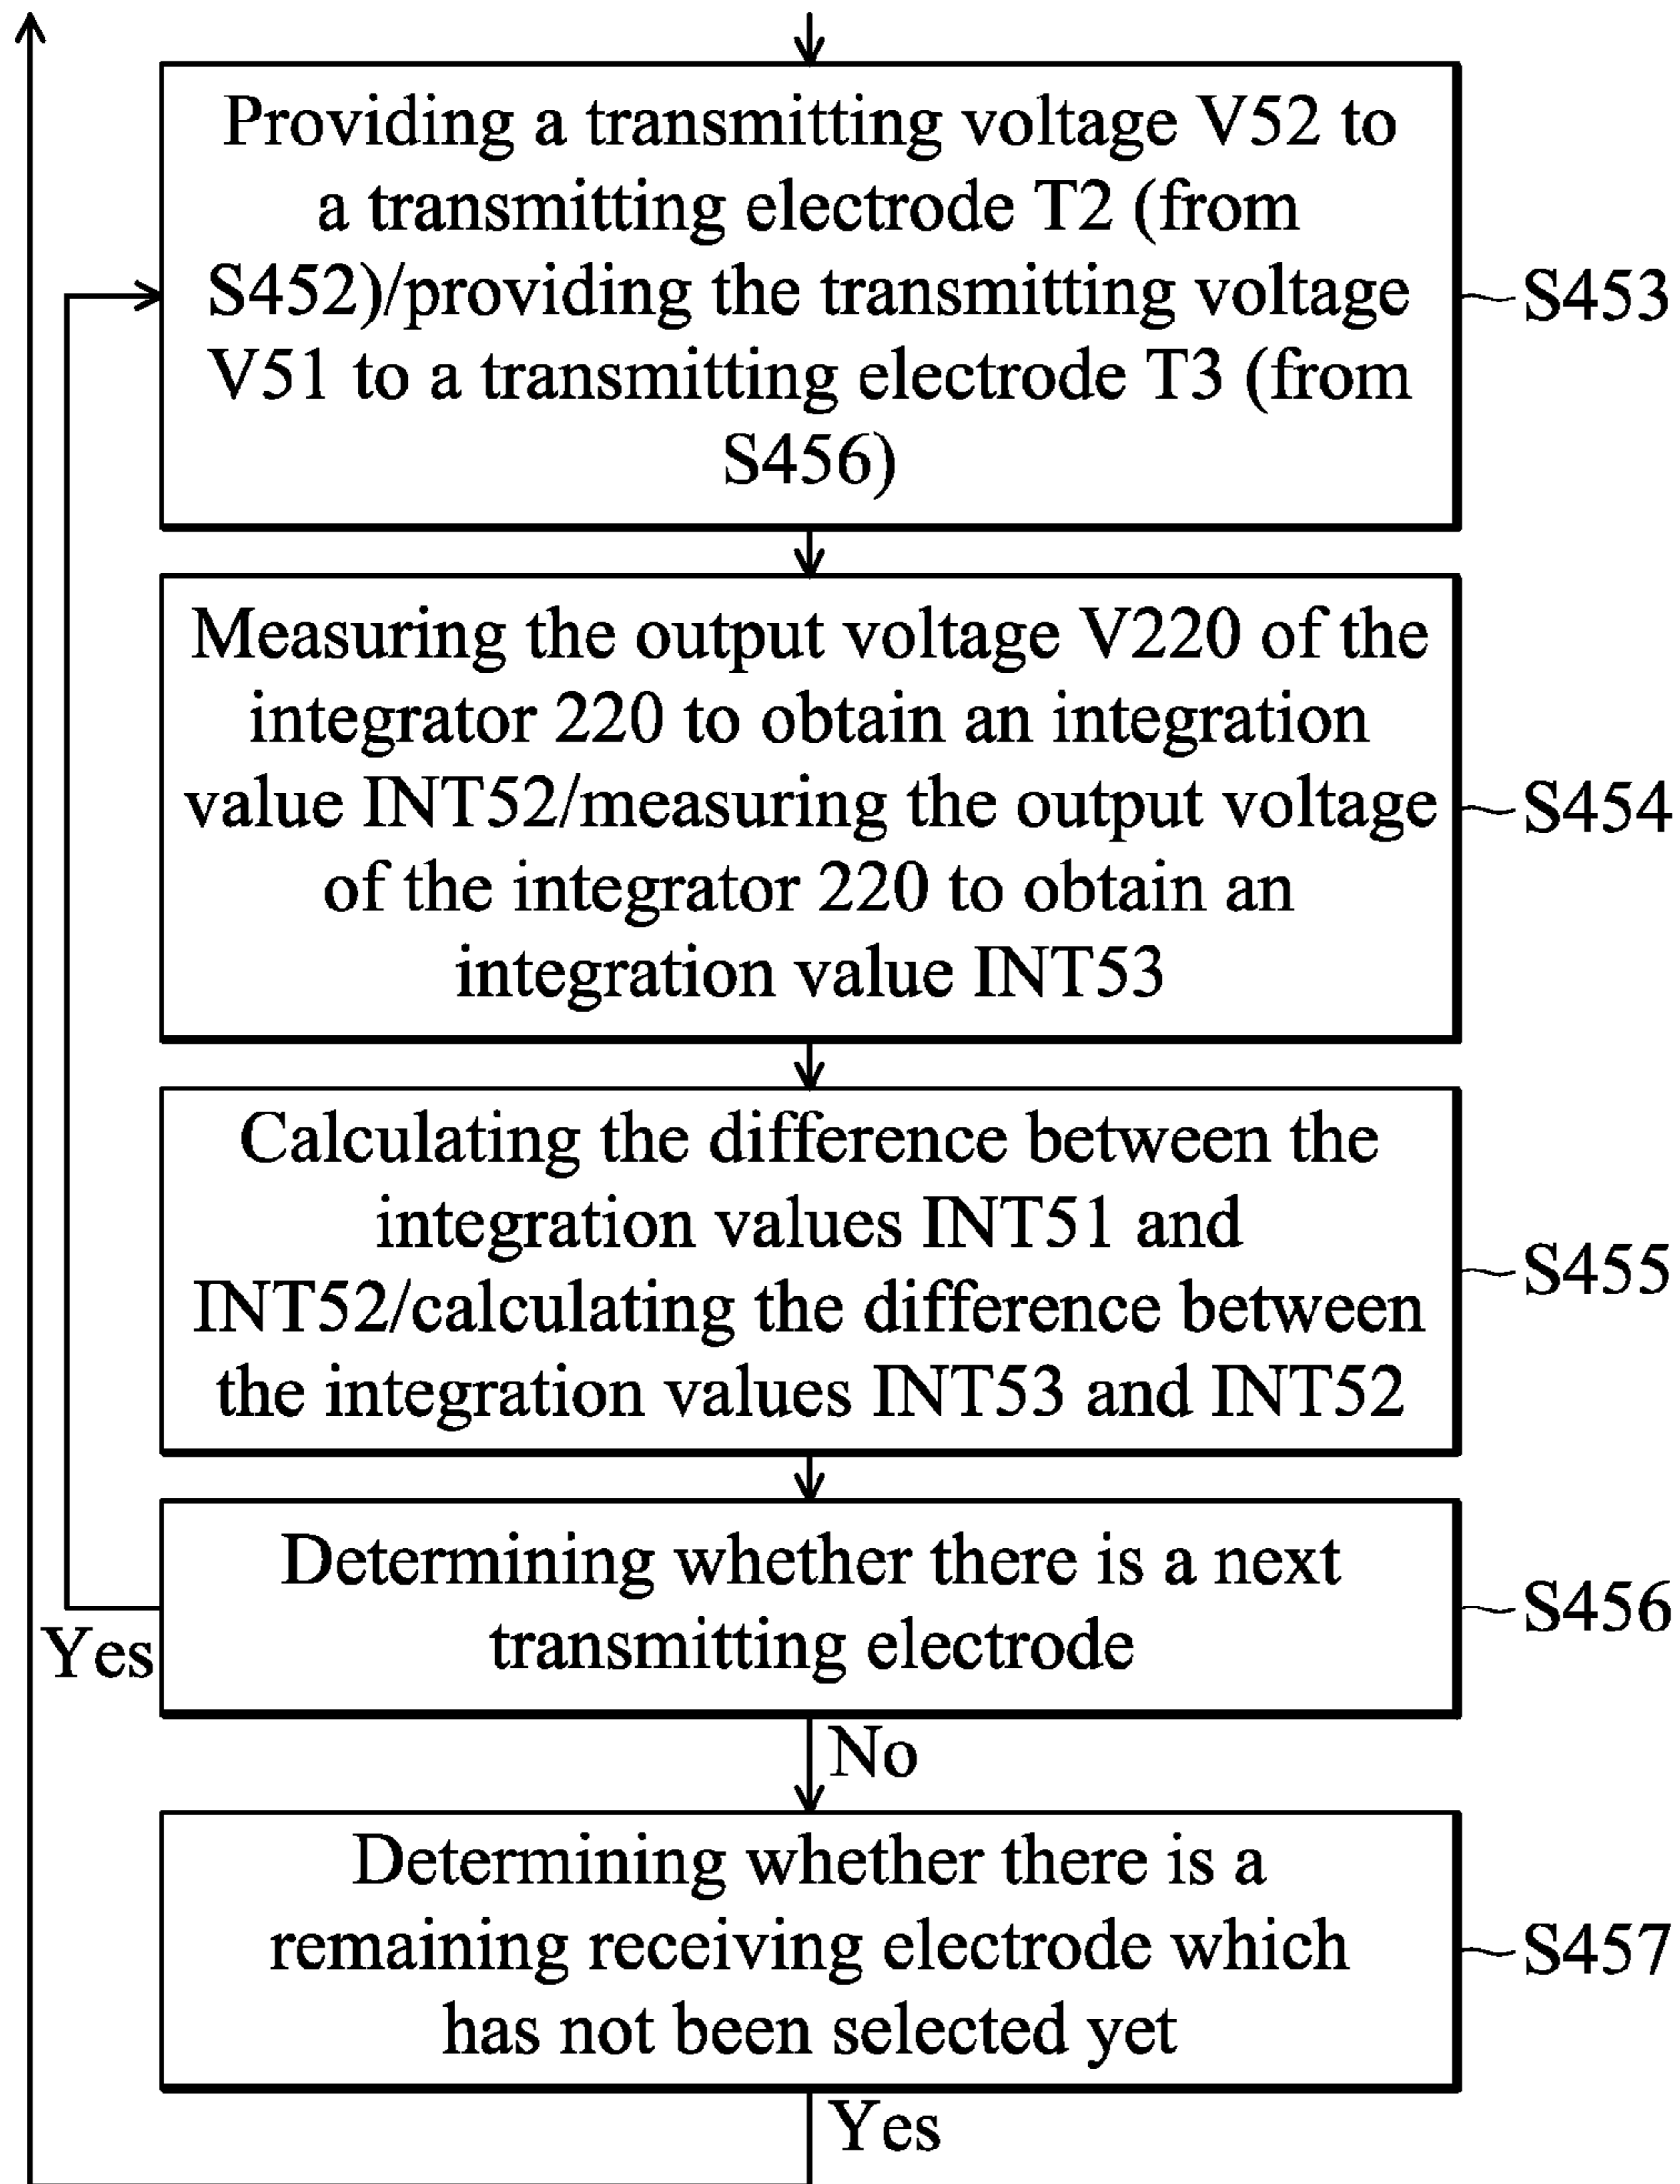 Providing a transmitting voltage V52 to
a transmitting electrode T2 (from
S452)/providing the transmitting voltage
V51 to a transmitting electrode T3 (from
S456)
S453
Measuring the output voltage V220 of the
integrator 220 to obtain an integration
value INT52/measuring the output voltage
of the integrator 220 to obtain an
integration value INT53
S454
Calculating the difference between the
integration values INT51 and
INT52/calculating the difference between
the integration values INT53 and INT52
S455
Determining whether there is a next
transmitting electrode
S456
Yes
No
Determining whether there is a
remaining receiving electrode which
has not been selected yet
S457
Yes